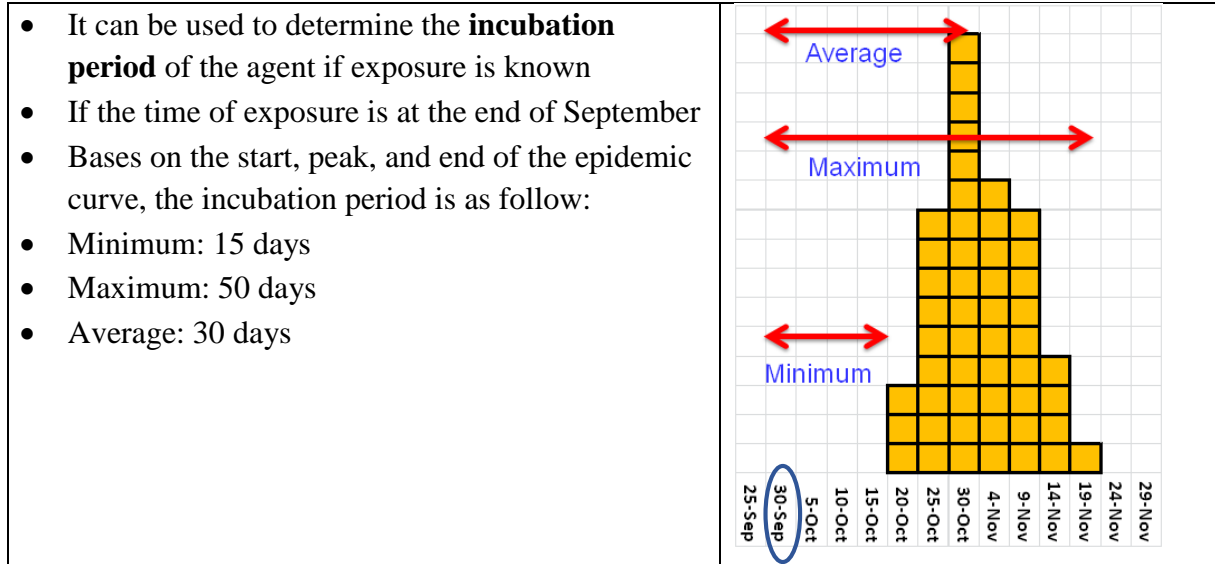 • It can be used to determine the incubation
period of the agent if exposure is known
• If the time of exposure is at the end of September
• Bases on the start, peak, and end of the epidemic
curve, the incubation period is as follow:
• Minimum: 15 days
• Maximum: 50 days
• Average: 30 days
Average
Maximum
Minimum
25-Sep
30-Sep
5-Oct
10-Oct
15-Oct
20-Oct
25-Oct
30-Oct
4-Nov
9-Nov
14-Nov
19-Nov
24-Nov
29-Nov